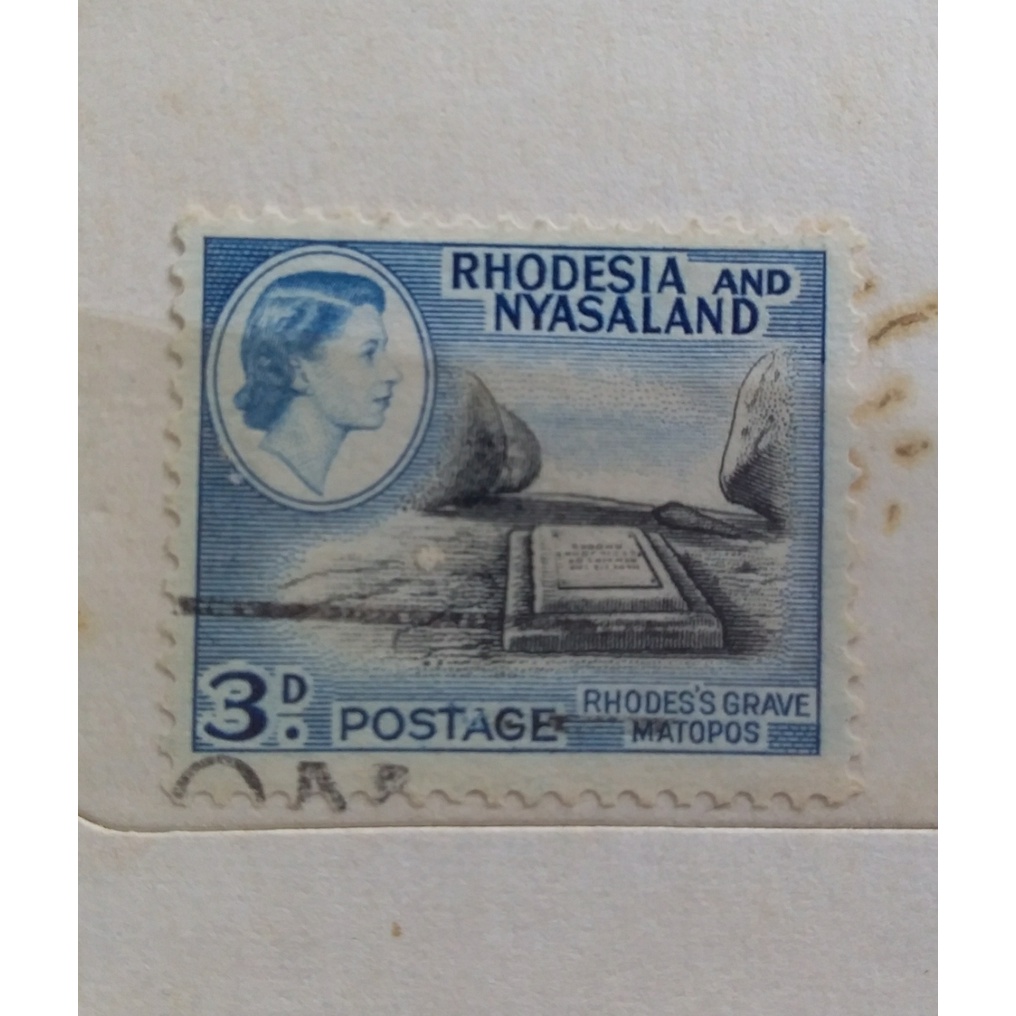 RHODESIA AND
NYASALAND
3D.
POSTAGE
RHODES'S GRAVE
MATOPOS